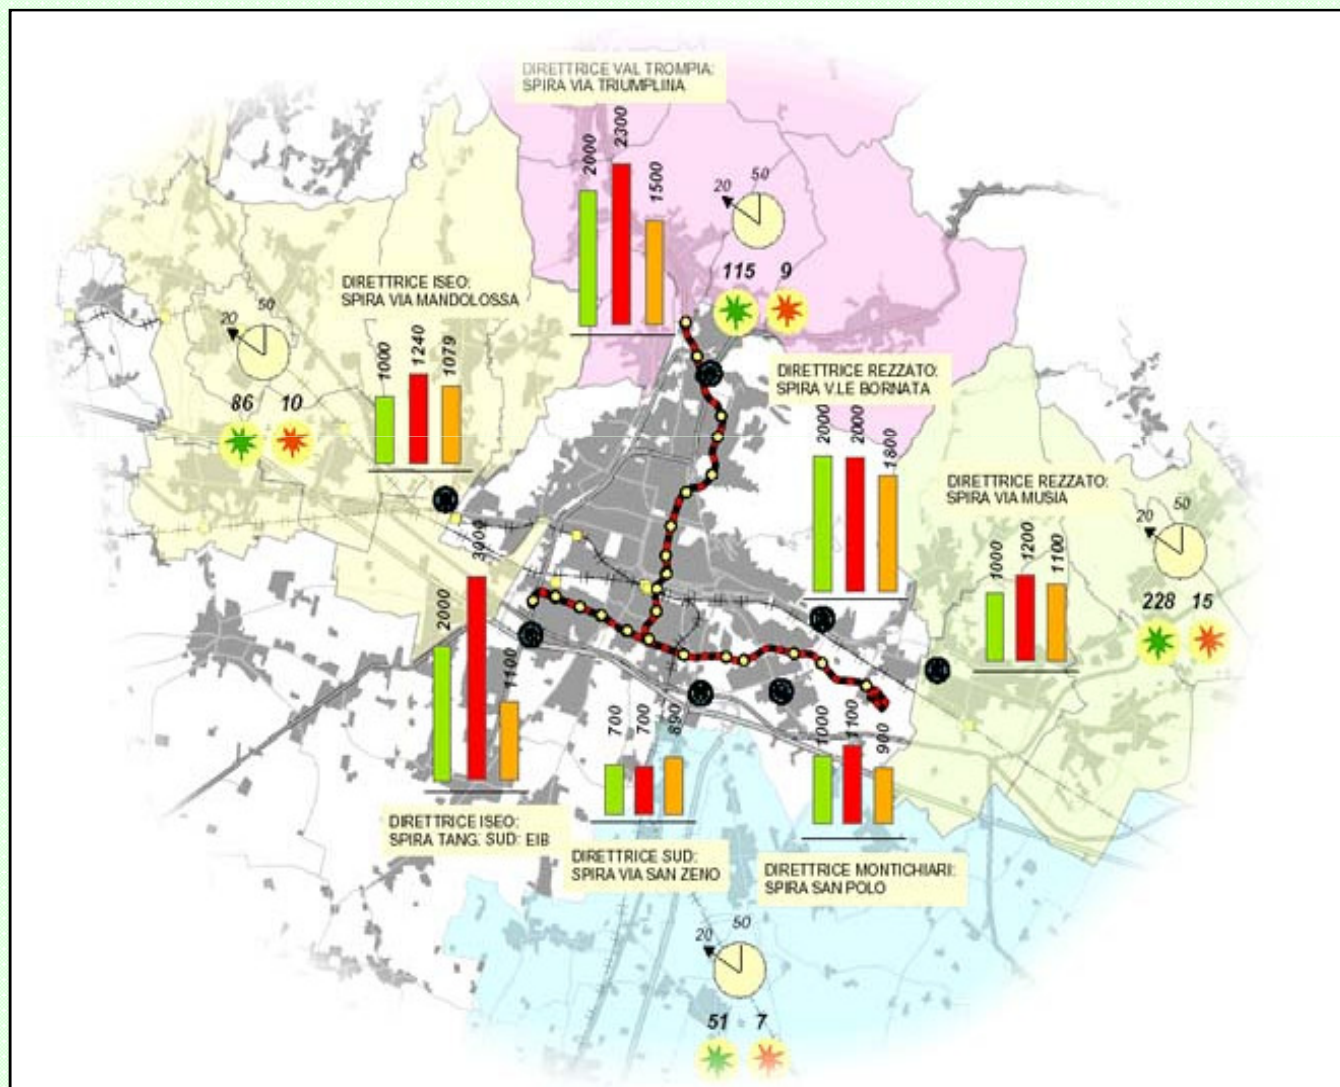 DIRETTRICE VAL TROMPIA:
SPIRA VIA TRIUMPLINA
2000
2300
1500
20
50
115
9
DIRETTRICE ISEO:
SPIRA VIA MANDOLOSSA
1000
1240
1079
20
50
86
10
DIRETTRICE REZZATO:
SPIRA V.LE BORNATA
2000
2000
1800
DIRETTRICE REZZATO:
SPIRA VIA MUSIA
1000
1200
1100
20
50
228
15
2000
3000
1100
DIRETTRICE ISEO:
SPIRA TANG. SUD: EIB
700
700
890
DIRETTRICE SUD:
SPIRA VIA SAN ZENO
1000
1100
900
DIRETTRICE MONTICHIARI:
SPIRA SAN POLO
20
50
51
7